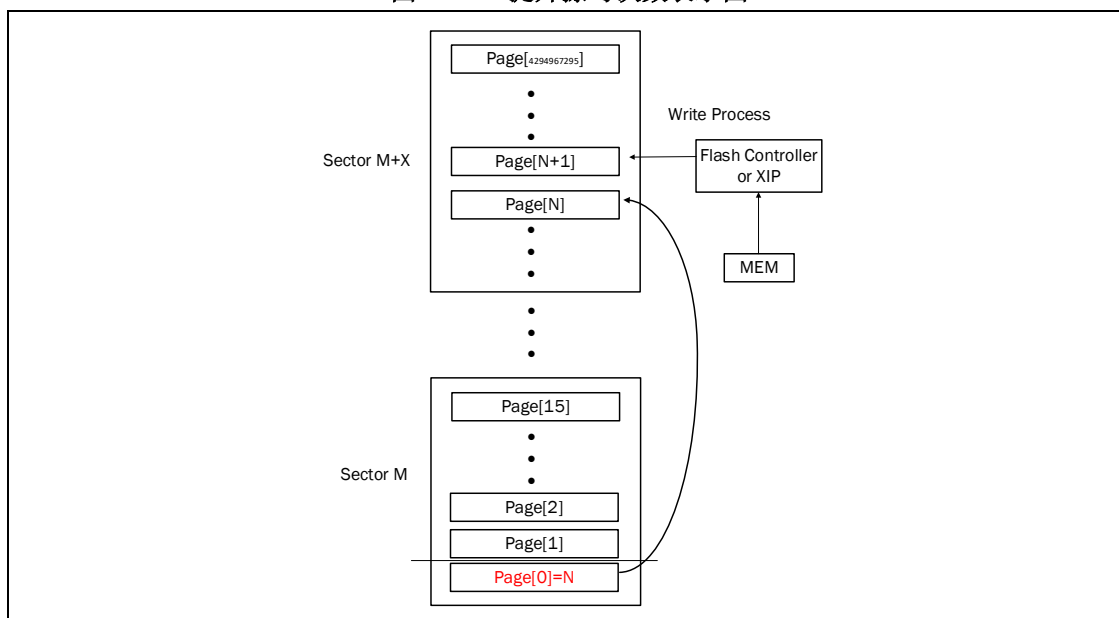 Page[4294967295]
Write Process
Sector M+X
Page[N+1]
Flash Controller
or XIP
Page[N]
MEM
Page[15]
Sector M
Page[2]
Page[1]
Page[0]=N